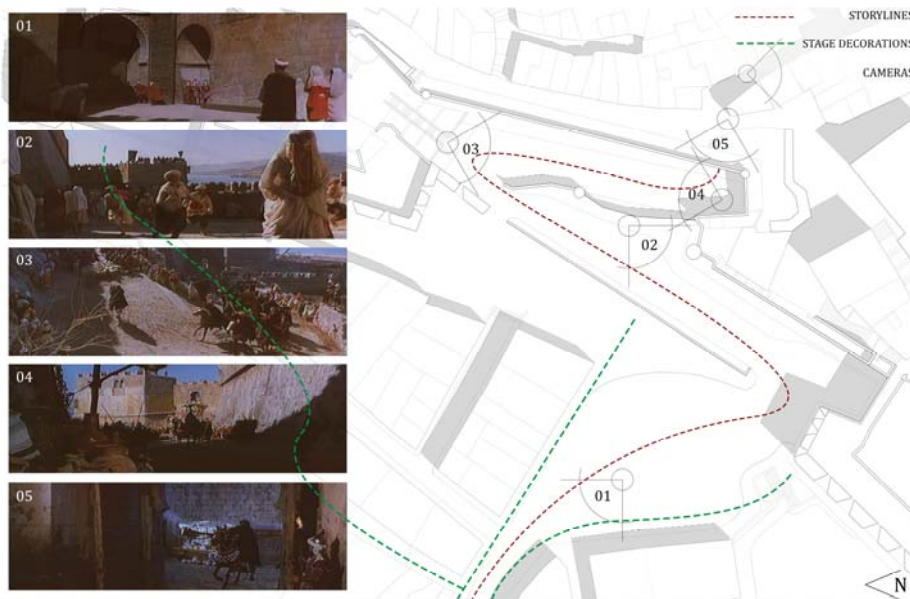 01
02
03
04
05
STORYLINES
STAGE DECORATIONS
CAMERAS
03
05
04
02
01
N